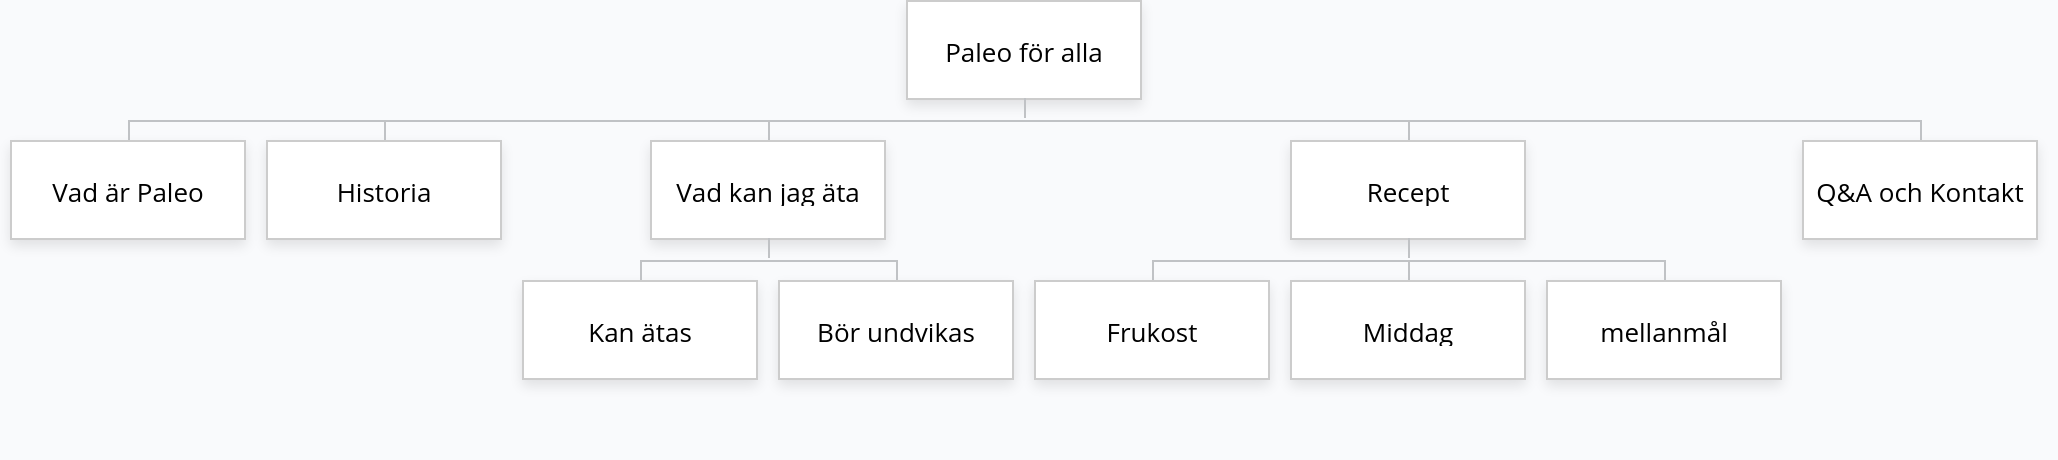 Paleo för alla
Vad är Paleo
Historia
Vad kan jag äta
Recept
Q&A och Kontakt
Kan ätas
Bör undvikas
Frukost
Middag
mellanmål